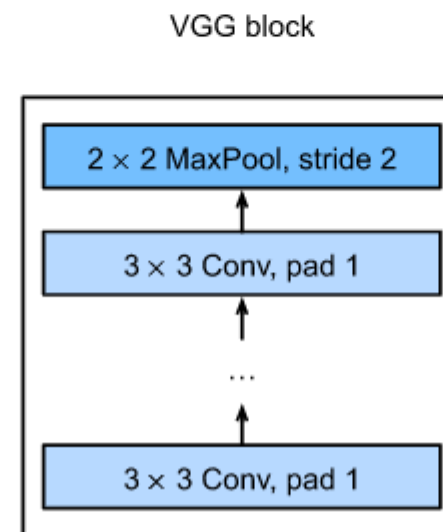 VGG block
2 × 2 MaxPool, stride 2
3 × 3 Conv, pad 1
...
3 × 3 Conv, pad 1